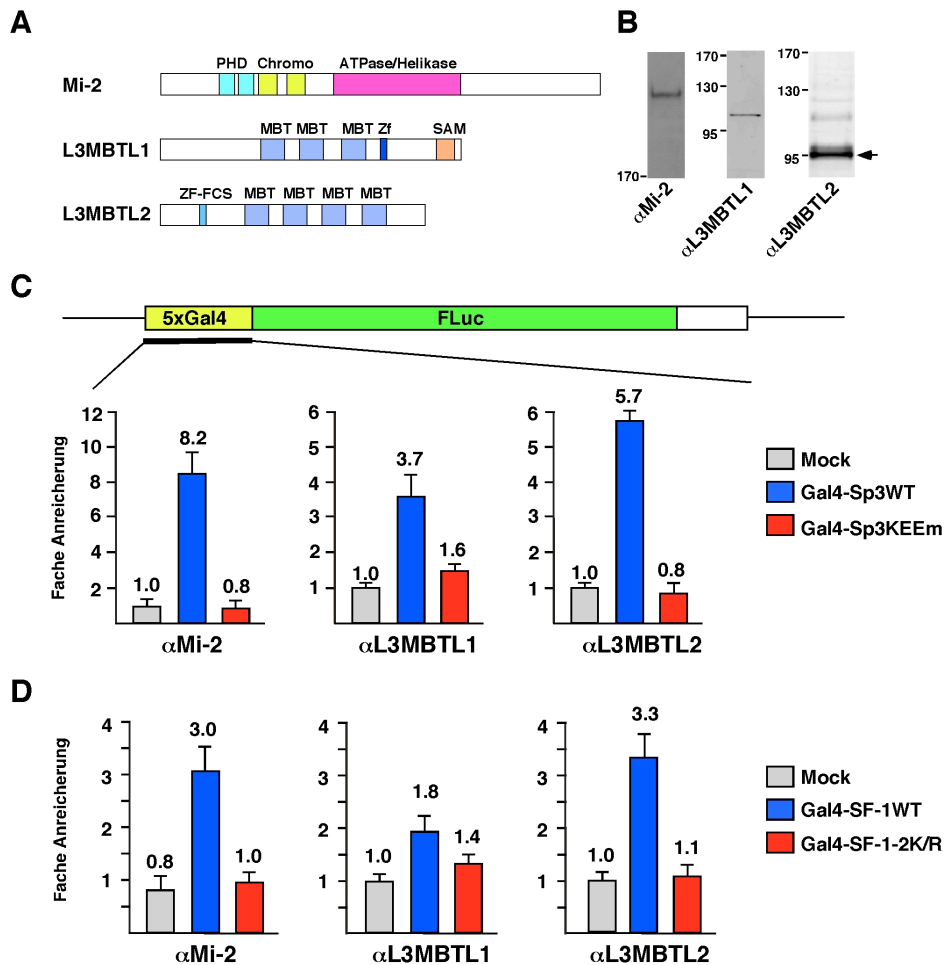 A
PHD Chromo ATPase/Helikase
Mi-2
MBT MBT MBT Zf SAM
L3MBTL1
ZF-FCS MBT MBT MBT MBT
L3MBTL2
B
170
αMi-2
170
130
95
αL3MBTL1
170
130
95
αL3MBTL2
C
5xGal4 FLuc
Fache Anreicherung
12
10
8
6
4
2
1.0 8.2 0.8
αMi-2
6
5
4
3
2
1
1.0 3.7 1.6
αL3MBTL1
6
5
4
3
2
1
1.0 5.7 0.8
αL3MBTL2
Mock
Gal4-Sp3WT
Gal4-Sp3KEEm
D
Fache Anreicherung
4
3
2
1
0.8 3.0 1.0
αMi-2
4
3
2
1
1.0 1.8 1.4
αL3MBTL1
4
3
2
1
1.0 3.3 1.1
αL3MBTL2
Mock
Gal4-SF-1WT
Gal4-SF-1-2K/R